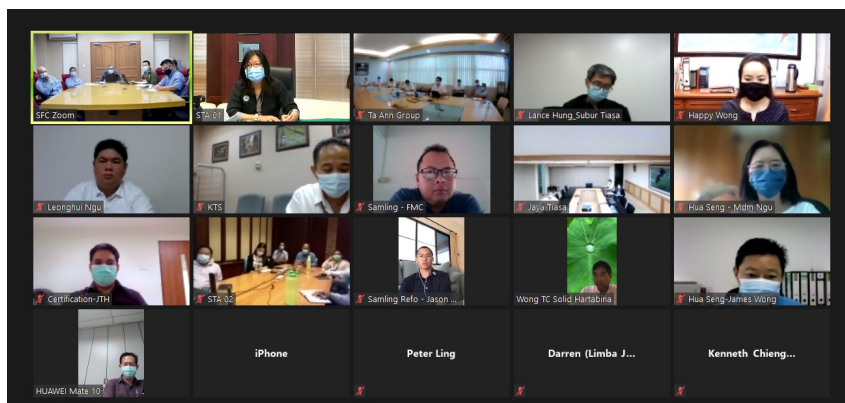 SFC Zoom
STA 01
Ta Ann Group
Lance Hung_Subur Tiasa
Happy Wong
Leonghui Ngu
KTS
Samling - FMC
Jaya Tiasa
Hua Seng - Mdm Ngu
Certification-JTH
STA 02
Samling Refo - Jason ...
Wong TC Solid Hartabina
Hua Seng-James Wong
HUAWEI Mate 10
iPhone
Peter Ling
Darren (Limba J...
Kenneth Chieng...